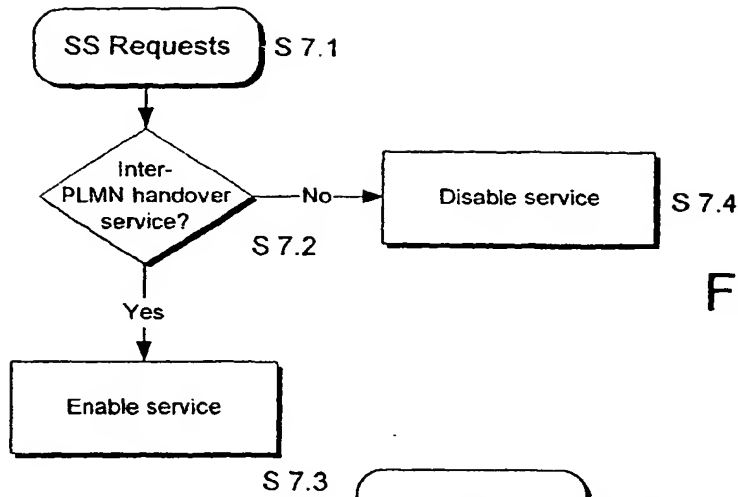 SS Requests
S 7.1
Inter-
PLMN handover
service?
No
Disable service
S 7.4
S 7.2
F
Yes
Enable service
S 7.3